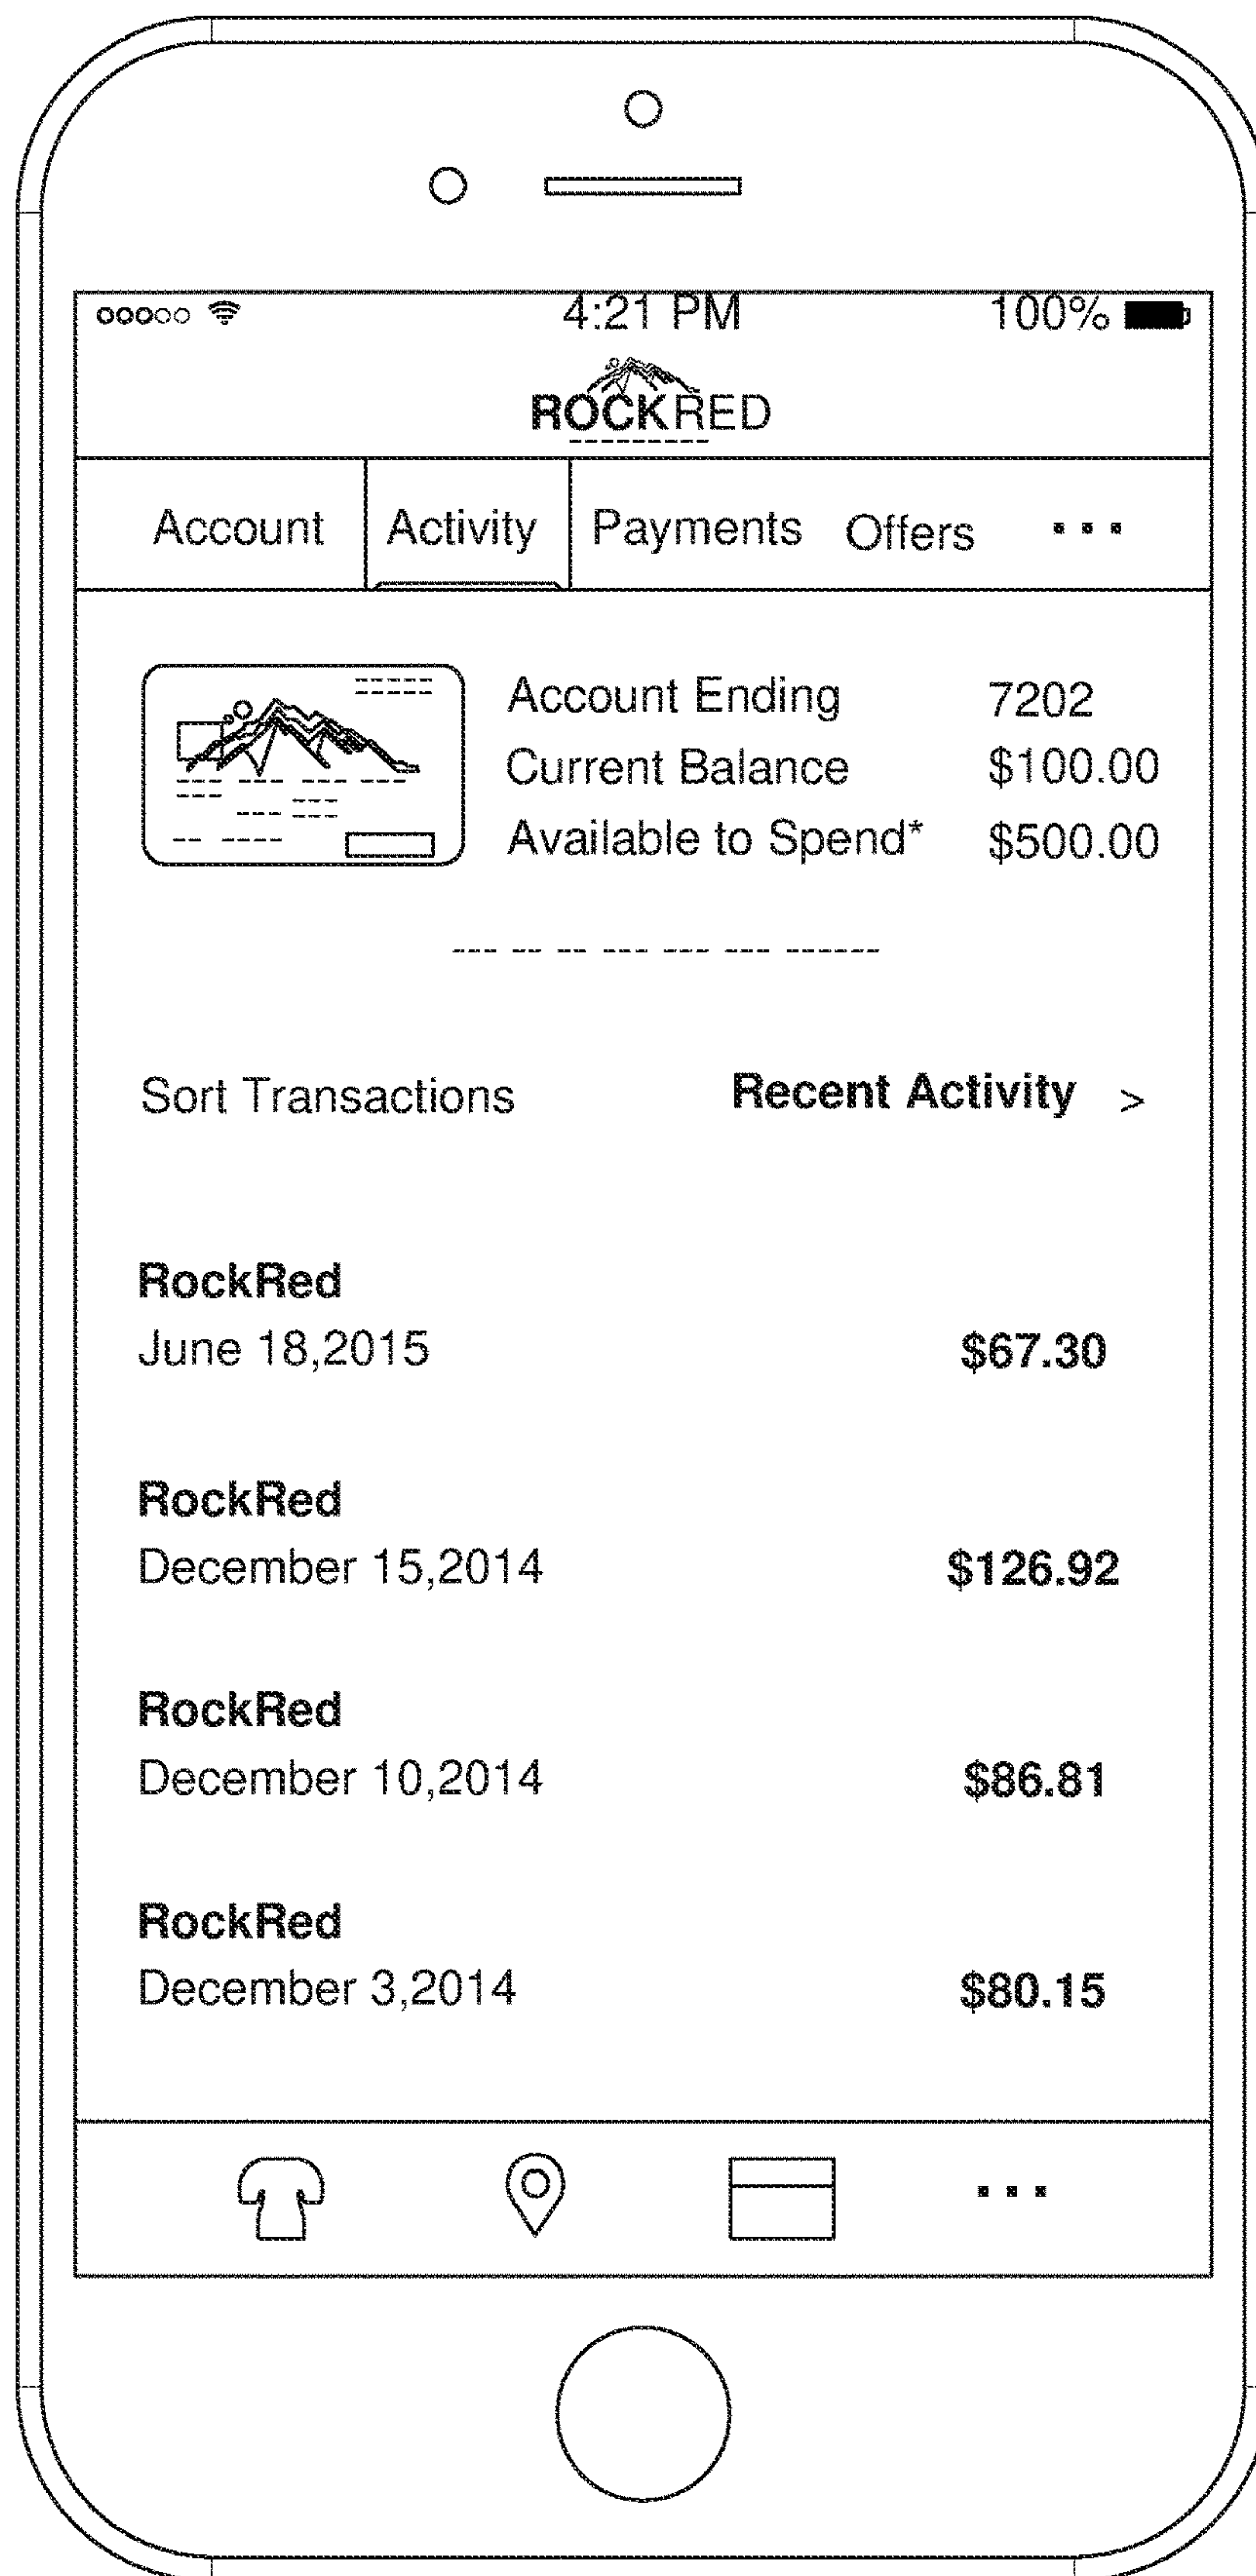 4:21 PM 100%
ROCKRED
Account Activity Payments Offers ...
Account Ending 7202
Current Balance $100.00
Available to Spend* $500.00
Sort Transactions Recent Activity >
RockRed
June 18,2015 $67.30
RockRed
December 15,2014 $126.92
RockRed
December 10,2014 $86.81
RockRed
December 3,2014 $80.15
...